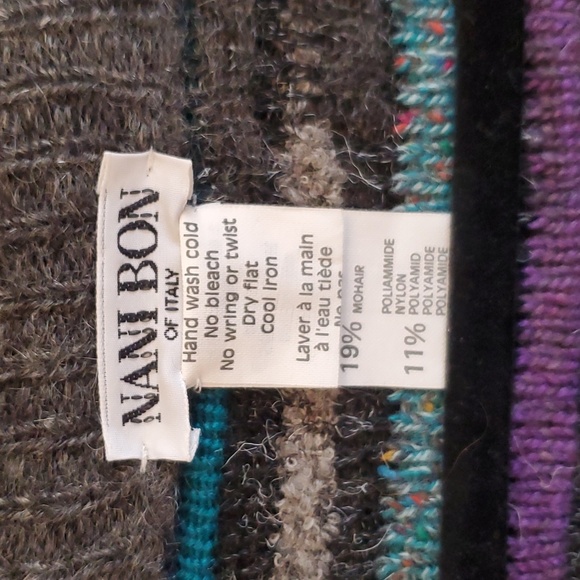 NANI BON
OF ITALY
Hand wash cold
No bleach
No wring or twist
Dry flat
Cool Iron
Laver à la main
à l'eau tiède
19% MOHAIR
POLIAMMIDE
NYLON
11% POLYAMID
POLYAMIDE
POLYAMIDE